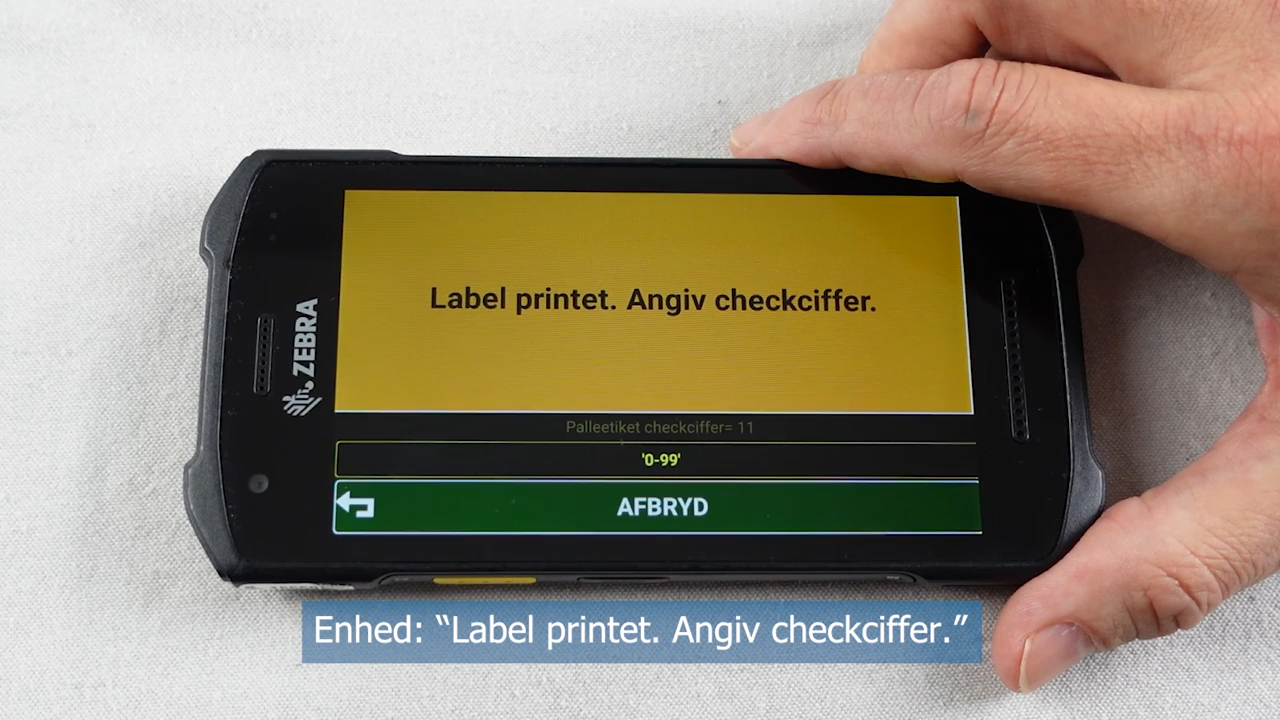 ZEBRA
Label printet. Angiv checkciffer.
Palleetiket checkciffer= 11
'0-99'
AFBRYD
Enhed: “Label printet. Angiv checkciffer.”